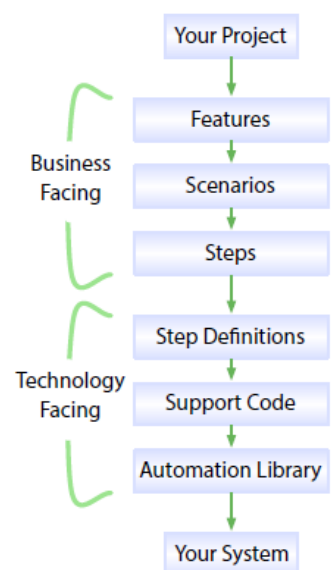 Your Project
Features
Business
Facing
Scenarios
Steps
Step Definitions
Technology
Facing
Support Code
Automation Library
Your System